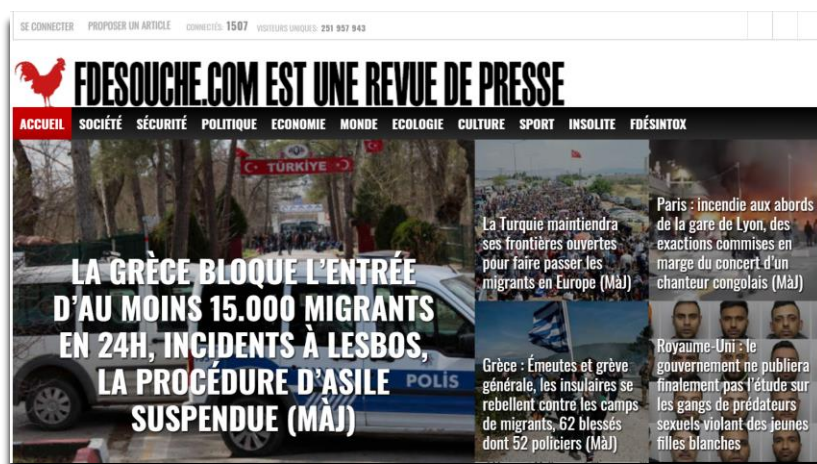 SE CONNECTER PROPOSER UN ARTICLE CONNECTÉS: 1507 VISITEURS UNIQUES: 251 957 943
FDESOUCHE.COM EST UNE REVUE DE PRESSE
ACCUEIL SOCIÉTÉ SÉCURITÉ POLITIQUE ECONOMIE MONDE ECOLOGIE CULTURE SPORT INSOLITE FDÉSINTOX
TÜRKİYE
LA GRÈCE BLOQUE L'ENTRÉE
D'AU MOINS 15.000 MIGRANTS
EN 24H, INCIDENTS À LESBOS,
LA PROCÉDURE D'ASILE
SUSPENDUE (MÀJ)
POLİS
La Turquie maintiendra
ses frontières ouvertes
pour faire passer les
migrants en Europe (MàJ)
Paris : incendie aux abords
de la gare de Lyon, des
exactions commises en
marge du concert d'un
chanteur congolais (MàJ)
Grèce : Émeutes et grève
générale, les insulaires se
rebellent contre les camps
de migrants, 62 blessés
dont 52 policiers (MàJ)
Royaume-Uni : le
gouvernement ne publiera
finalement pas l'étude sur
les gangs de prédateurs
sexuels violant des jeunes
filles blanches